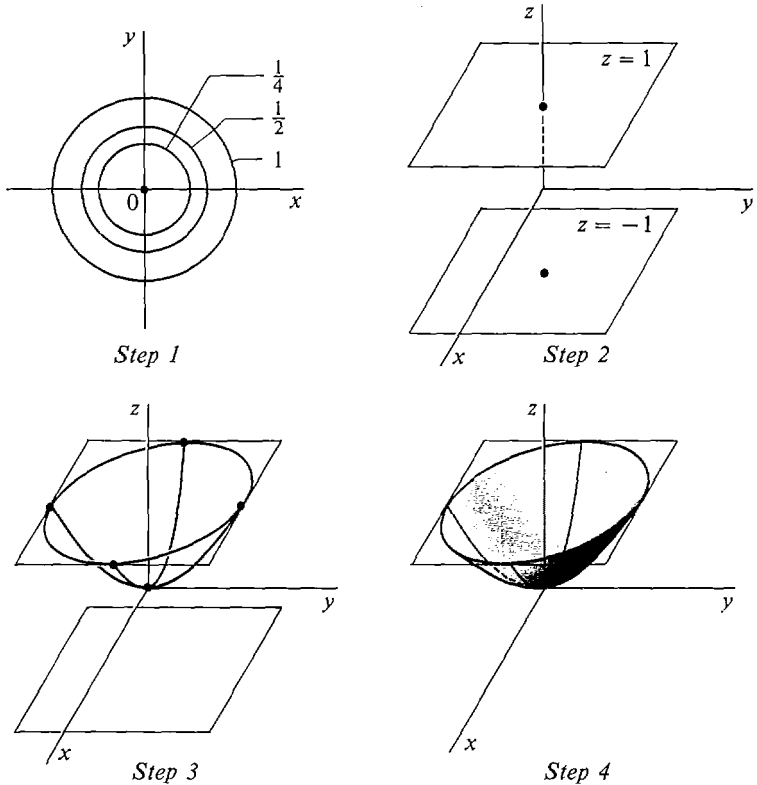 y
1/4
1/2
1
0
x
Step 1
z
z = 1
y
z = −1
x
Step 2
z
y
x
Step 3
z
y
x
Step 4